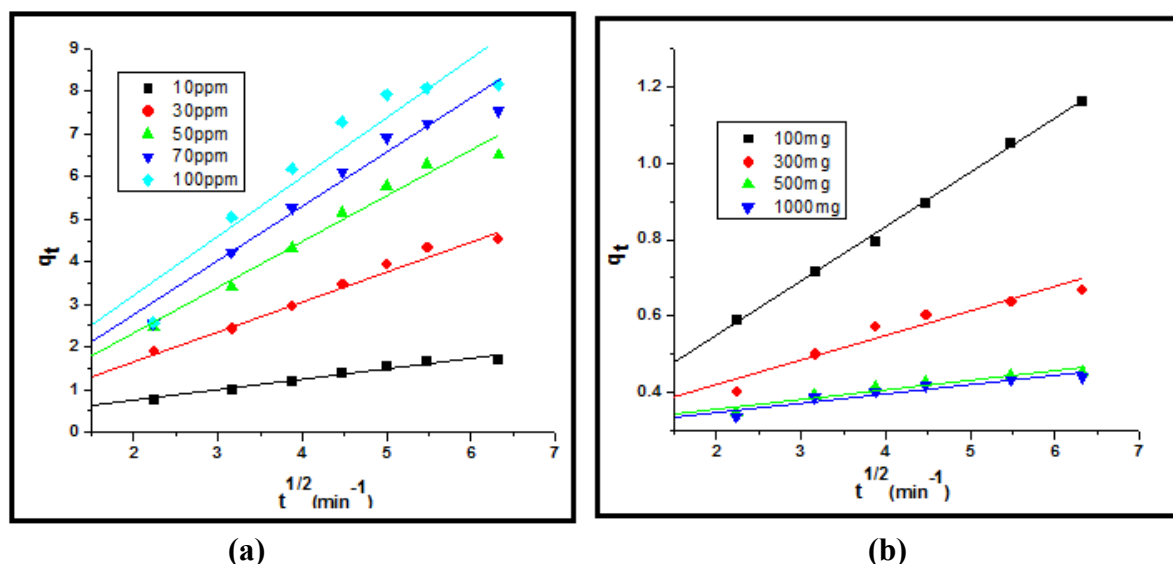 9
8
7
6
5
4
3
2
1
0
q_t
10ppm
30ppm
50ppm
70ppm
100ppm
2 3 4 5 6 7
t^1/2 (min^-1)
(a)
1.2
1.0
0.8
0.6
0.4
q_t
100mg
300mg
500mg
1000mg
2 3 4 5 6 7
t^1/2 (min^-1)
(b)